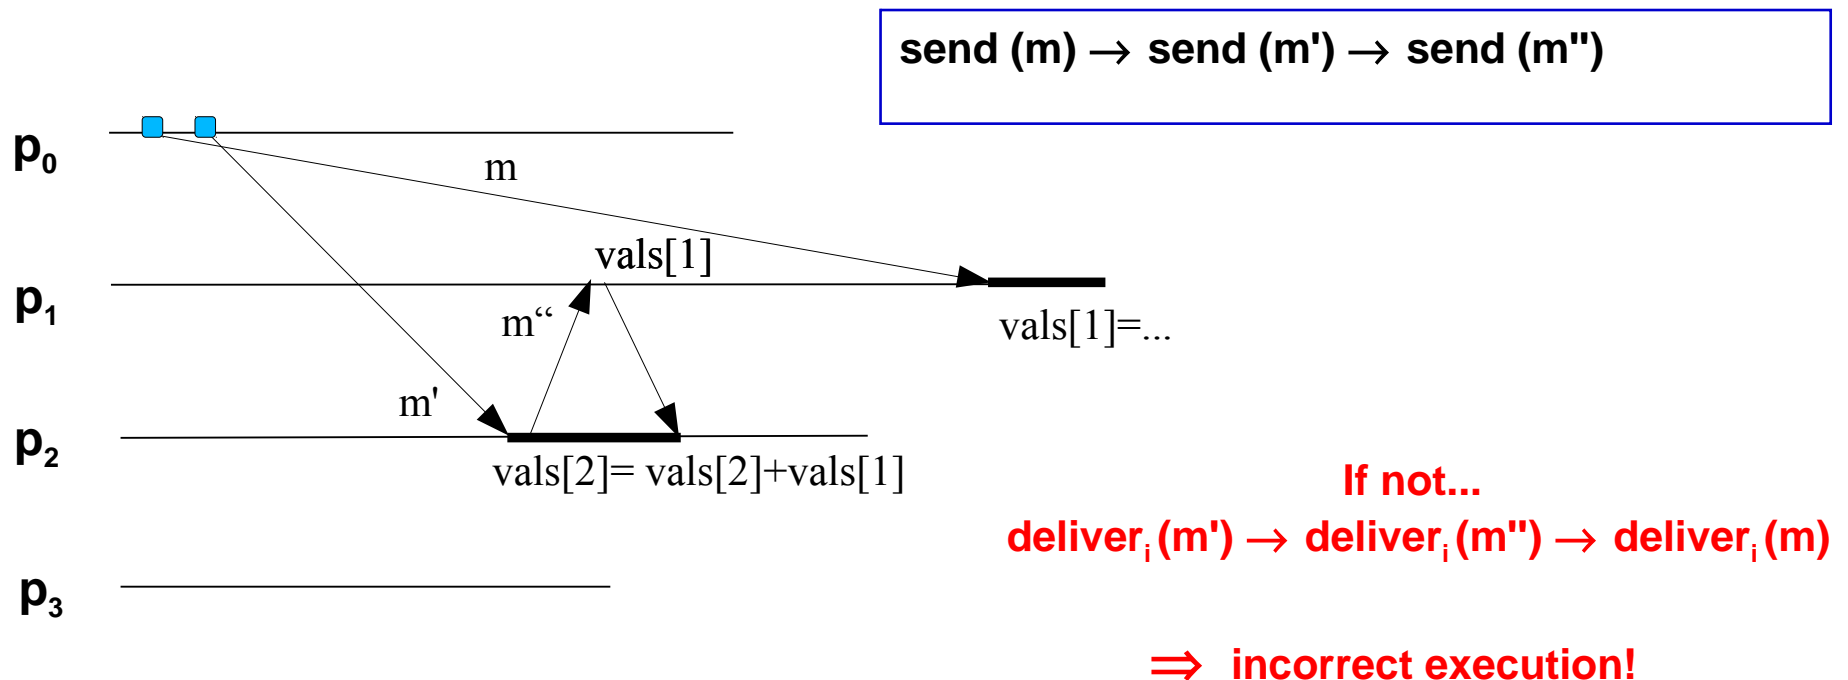 send (m) → send (m') → send (m'')
p0
m
vals[1]
p1
m“
vals[1]=...
m'
p2
vals[2]= vals[2]+vals[1]
If not...
deliveri(m') → deliveri(m'') → deliveri(m)
p3
⇒ incorrect execution!